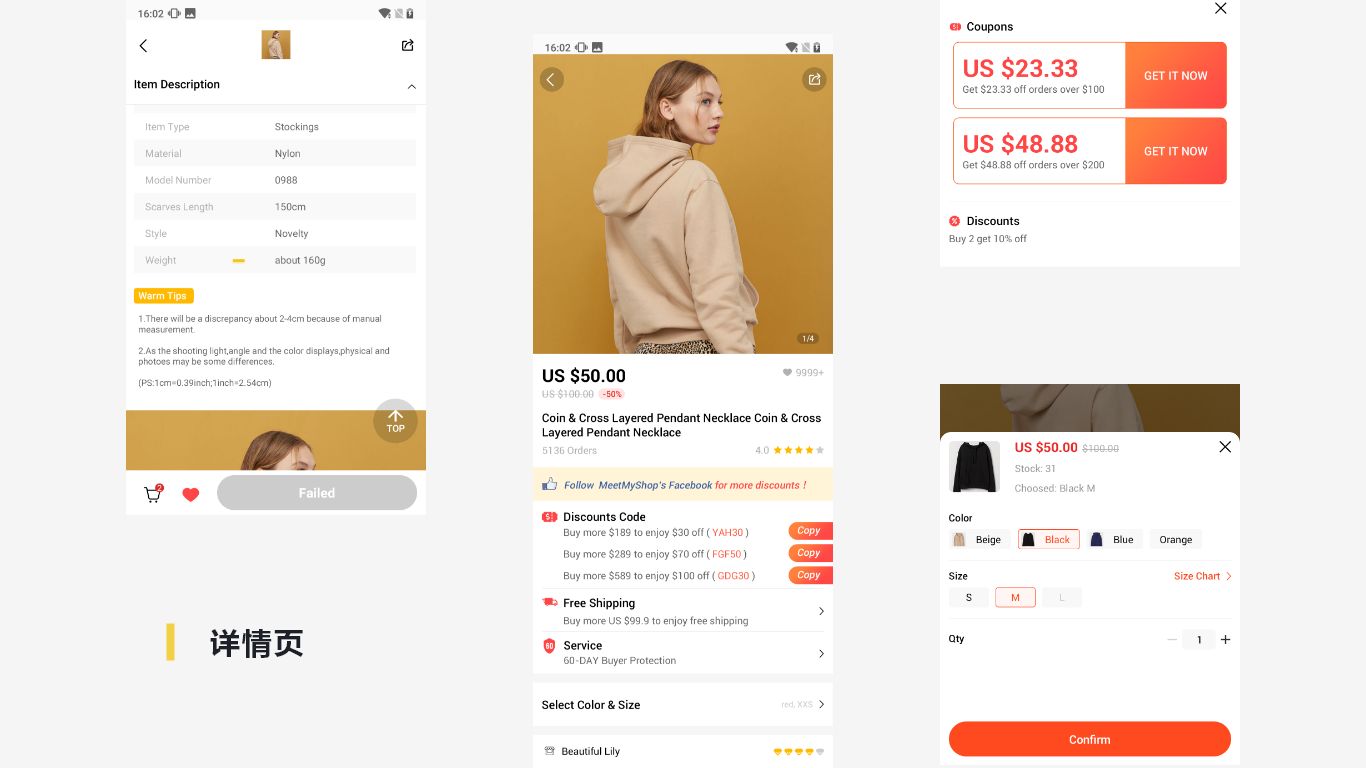 16:02
Item Description
Item Type Stockings
Material Nylon
Model Number 0988
Scarves Length 150cm
Style Novelty
Weight about 160g
Warm Tips
1.There will be a discrepancy about 2-4cm because of manual
measurement.
2.As the shooting light,angle and the color displays,physical and
photoes may be some differences.
(PS:1cm=0.39inch;1inch=2.54cm)
TOP
2
Failed
详情页
16:02
1/4
US $50.00
9999+
US $100.00 -50%
Coin & Cross Layered Pendant Necklace Coin & Cross
Layered Pendant Necklace
5136 Orders 4.0
Follow MeetMyShop's Facebook for more discounts !
Discounts Code
Buy more $189 to enjoy $30 off ( YAH30 ) Copy
Buy more $289 to enjoy $70 off ( FGF50 ) Copy
Buy more $589 to enjoy $100 off ( GDG30 ) Copy
Free Shipping
Buy more US $99.9 to enjoy free shipping
60 Service
60-DAY Buyer Protection
Select Color & Size red, XXS
Beautiful Lily
Coupons
US $23.33
Get $23.33 off orders over $100
GET IT NOW
US $48.88
Get $48.88 off orders over $200
GET IT NOW
Discounts
Buy 2 get 10% off
US $50.00 $100.00
Stock: 31
Choosed: Black M
Color
Beige Black Blue Orange
Size Size Chart
S M L
Qty 1
Confirm